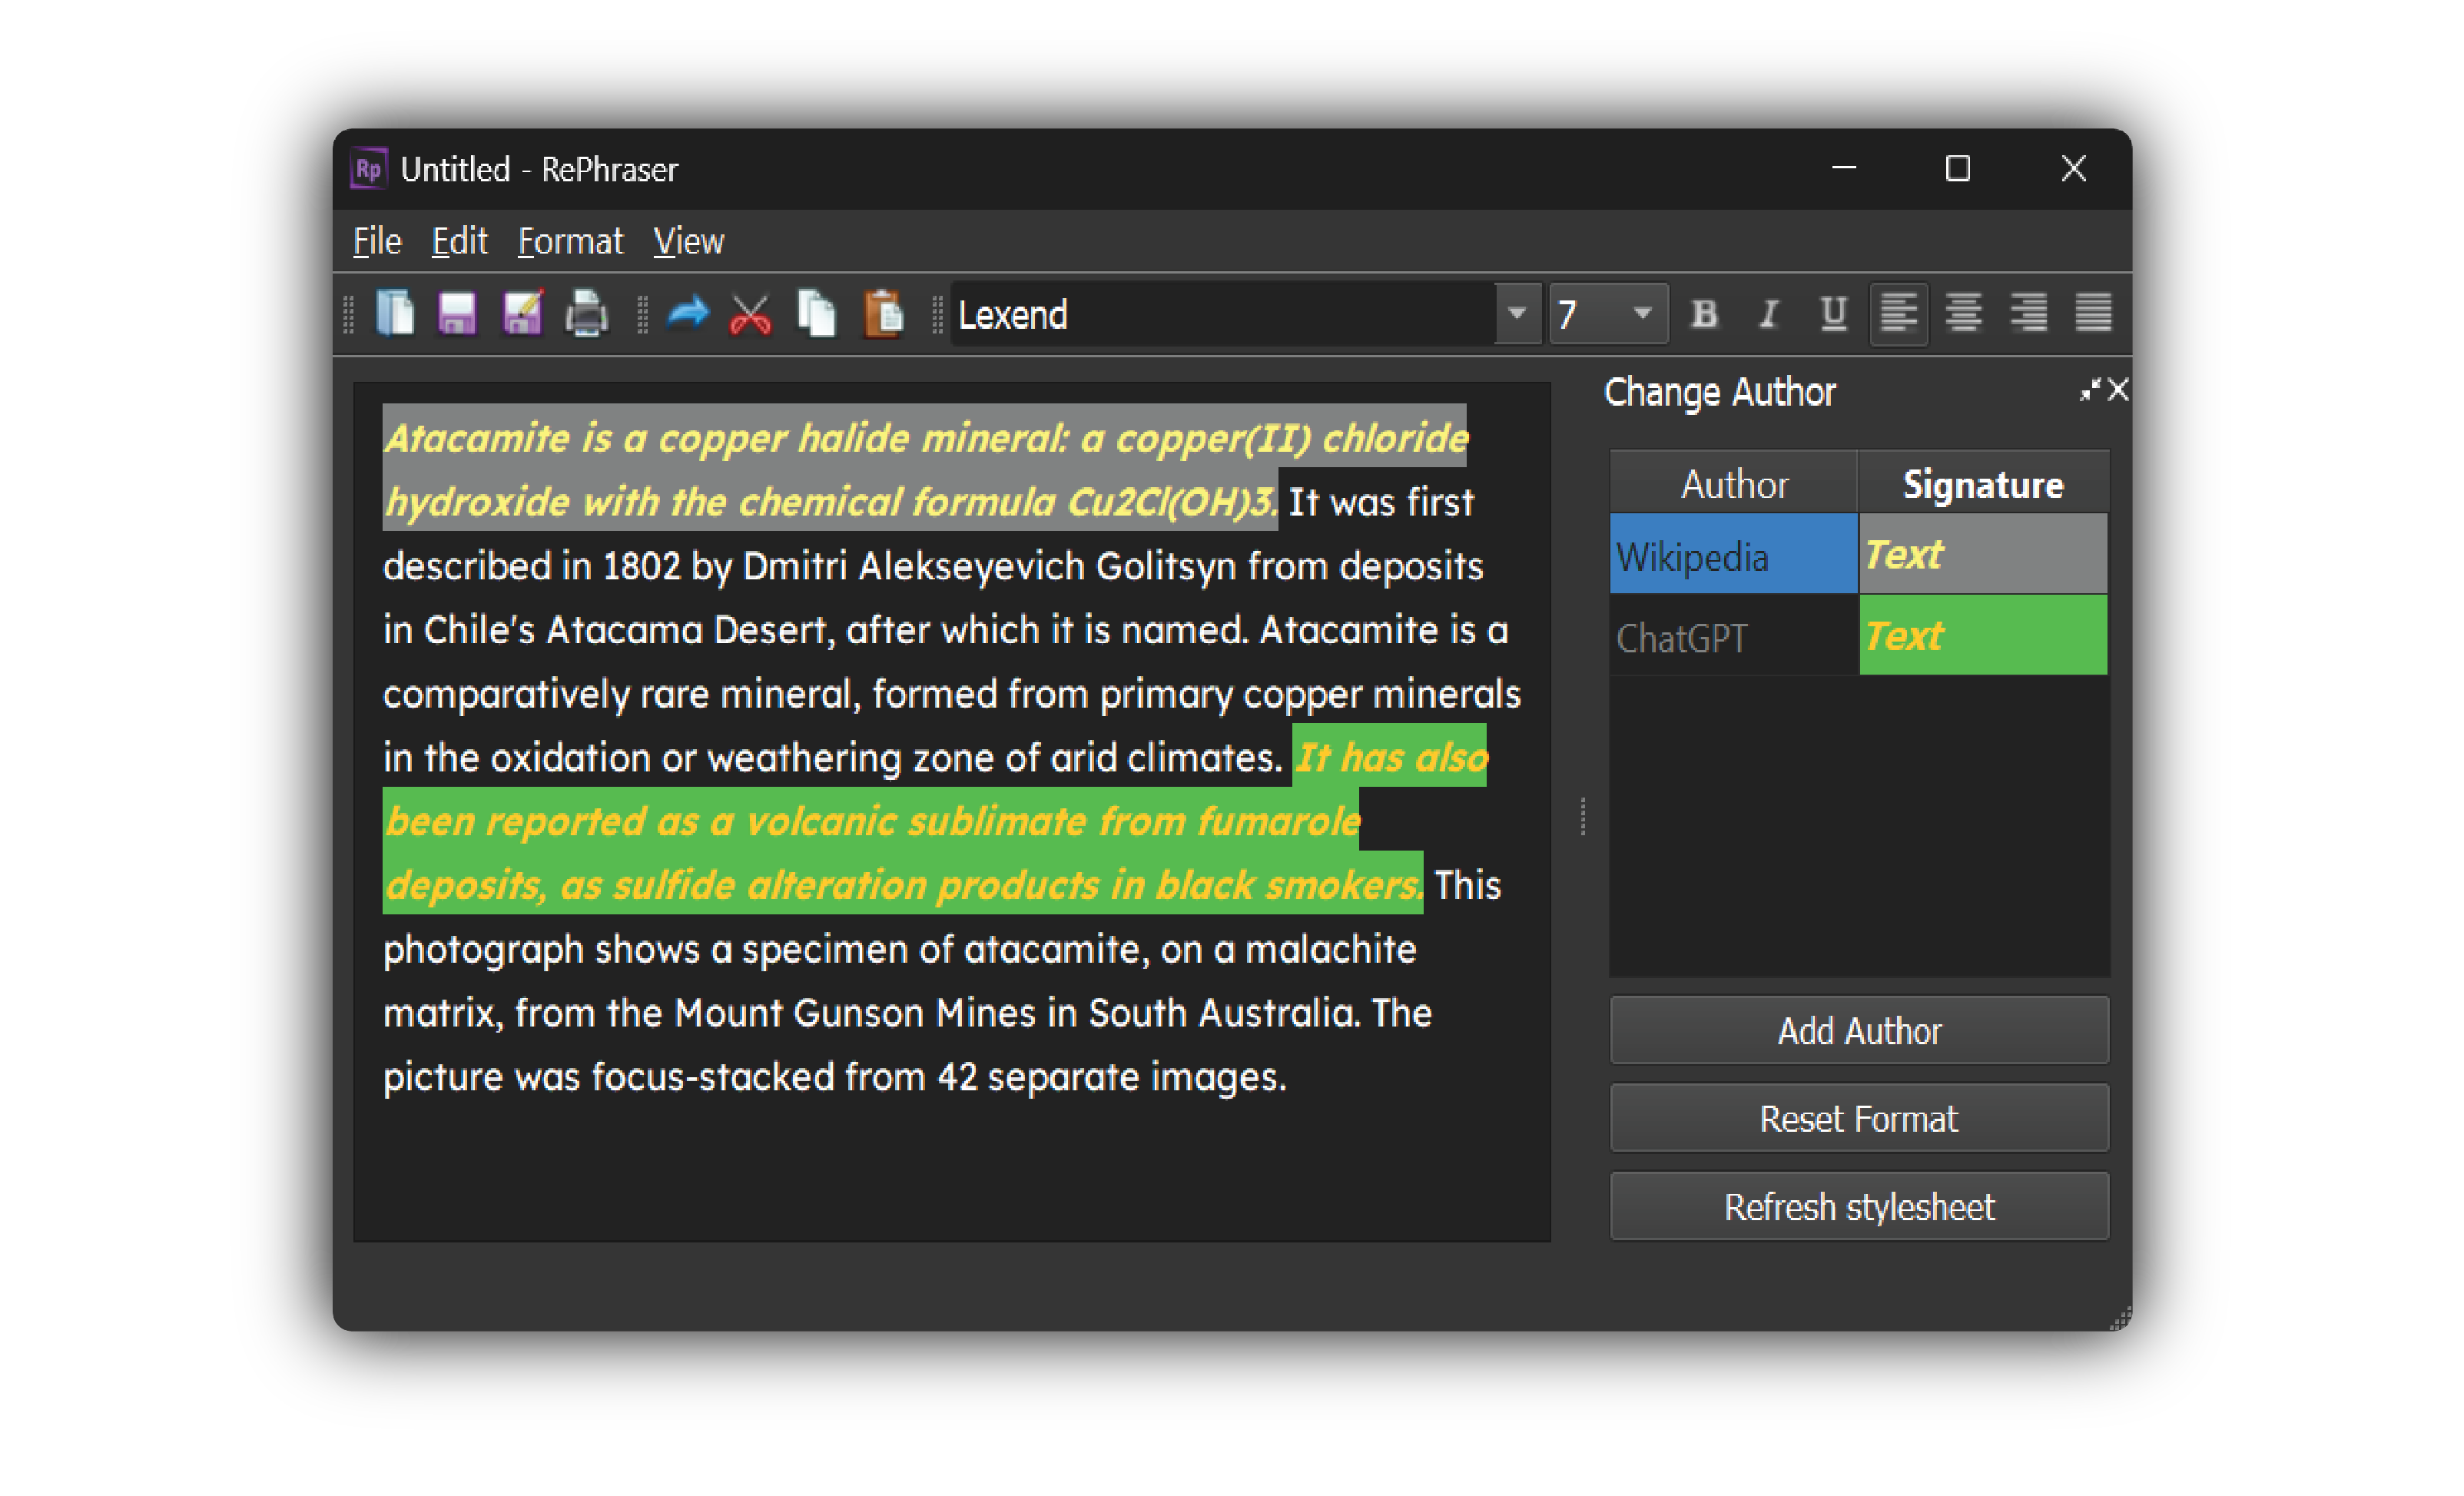 Rp Untitled - RePhraser
File Edit Format View
Lexend 7 B I U
Atacamite is a copper halide mineral: a copper(II) chloride
hydroxide with the chemical formula Cu2Cl(OH)3. It was first
described in 1802 by Dmitri Alekseyevich Golitsyn from deposits
in Chile's Atacama Desert, after which it is named. Atacamite is a
comparatively rare mineral, formed from primary copper minerals
in the oxidation or weathering zone of arid climates. It has also
been reported as a volcanic sublimate from fumarole
deposits, as sulfide alteration products in black smokers. This
photograph shows a specimen of atacamite, on a malachite
matrix, from the Mount Gunson Mines in South Australia. The
picture was focus-stacked from 42 separate images.
Change Author
Author Signature
Wikipedia Text
ChatGPT Text
Add Author
Reset Format
Refresh stylesheet